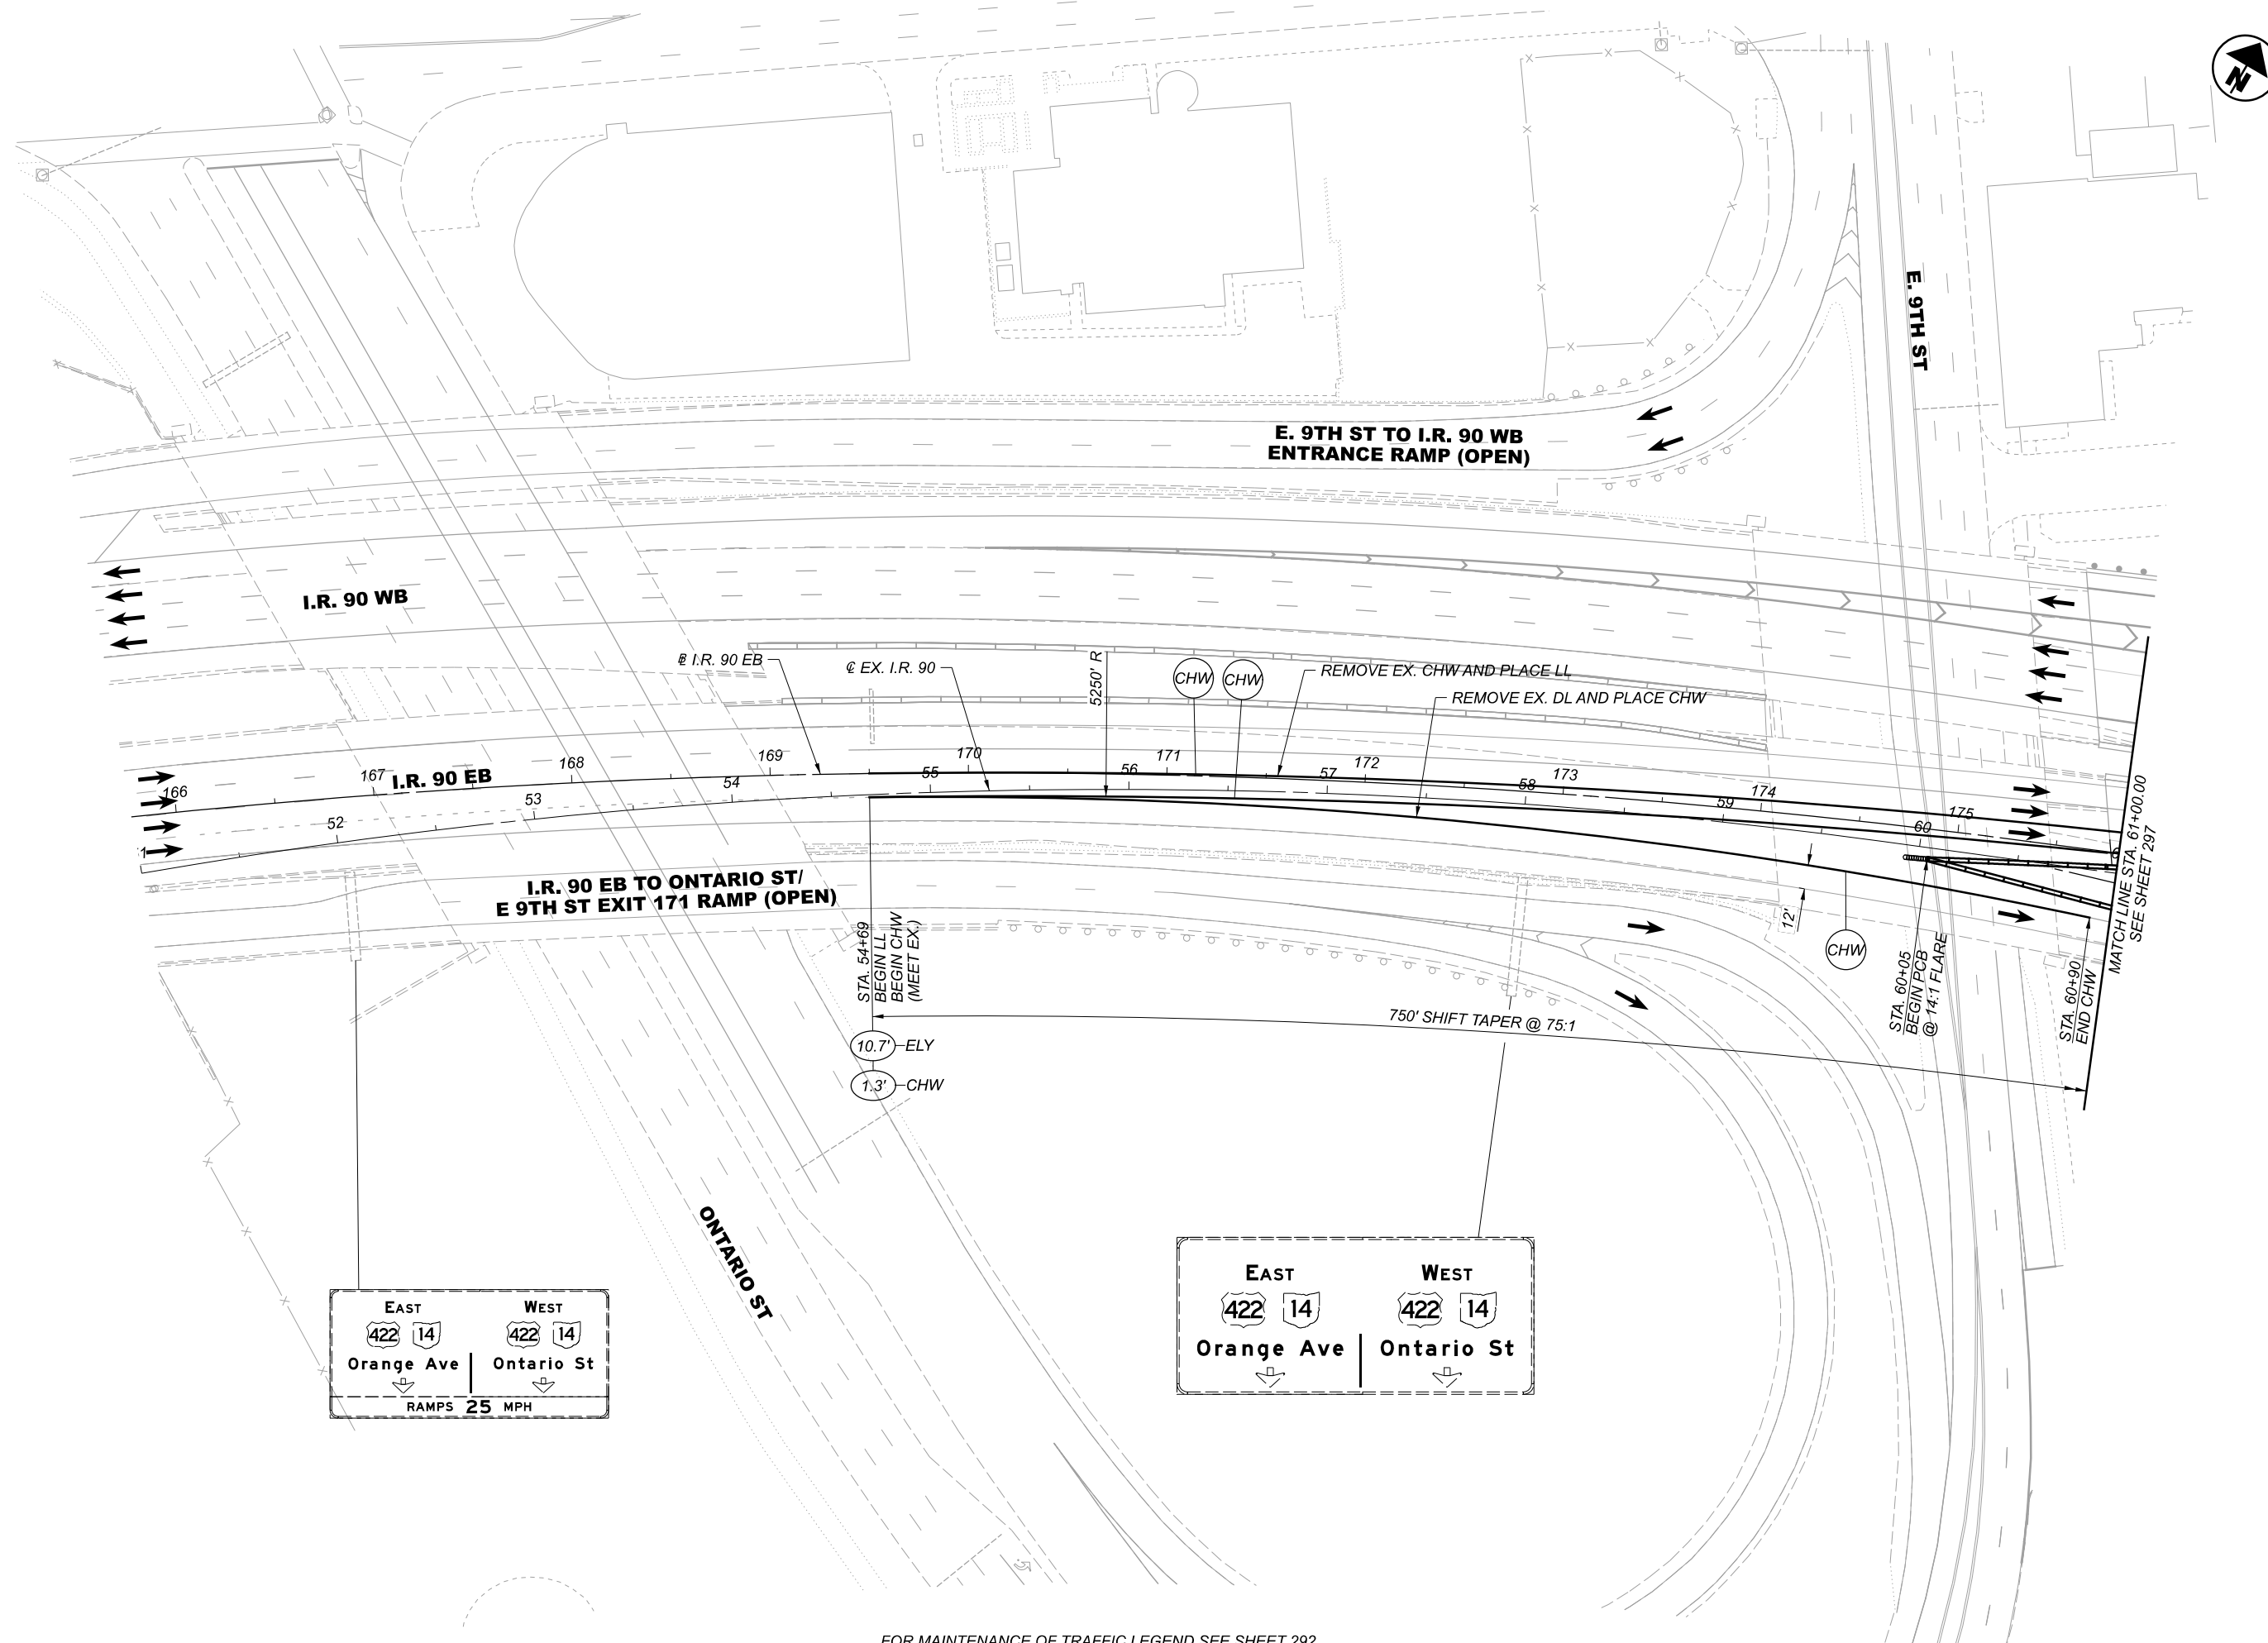 N
E. 9TH ST
E. 9TH ST TO I.R. 90 WB
ENTRANCE RAMP (OPEN)
I.R. 90 WB
℄ I.R. 90 EB
℄ EX. I.R. 90
5250' R
CHW
CHW
REMOVE EX. CHW AND PLACE LL
REMOVE EX. DL AND PLACE CHW
I.R. 90 EB
166
167
168
169
170
171
172
173
174
175
52
53
54
55
56
57
58
59
60
I.R. 90 EB TO ONTARIO ST/
E 9TH ST EXIT 171 RAMP (OPEN)
STA. 54+69
BEGIN LL
BEGIN CHW
(MEET EX.)
10.7' ELY
1.3' CHW
750' SHIFT TAPER @ 75:1
12'
CHW
STA. 60+05
BEGIN PCB
@ 14:1 FLARE
STA. 60+90
END CHW
MATCH LINE STA. 61+00.00
SEE SHEET 297
ONTARIO ST
EAST WEST
422 14 422 14
Orange Ave Ontario St
RAMPS 25 MPH
EAST WEST
422 14 422 14
Orange Ave Ontario St
FOR MAINTENANCE OF TRAFFIC LEGEND SEE SHEET 292